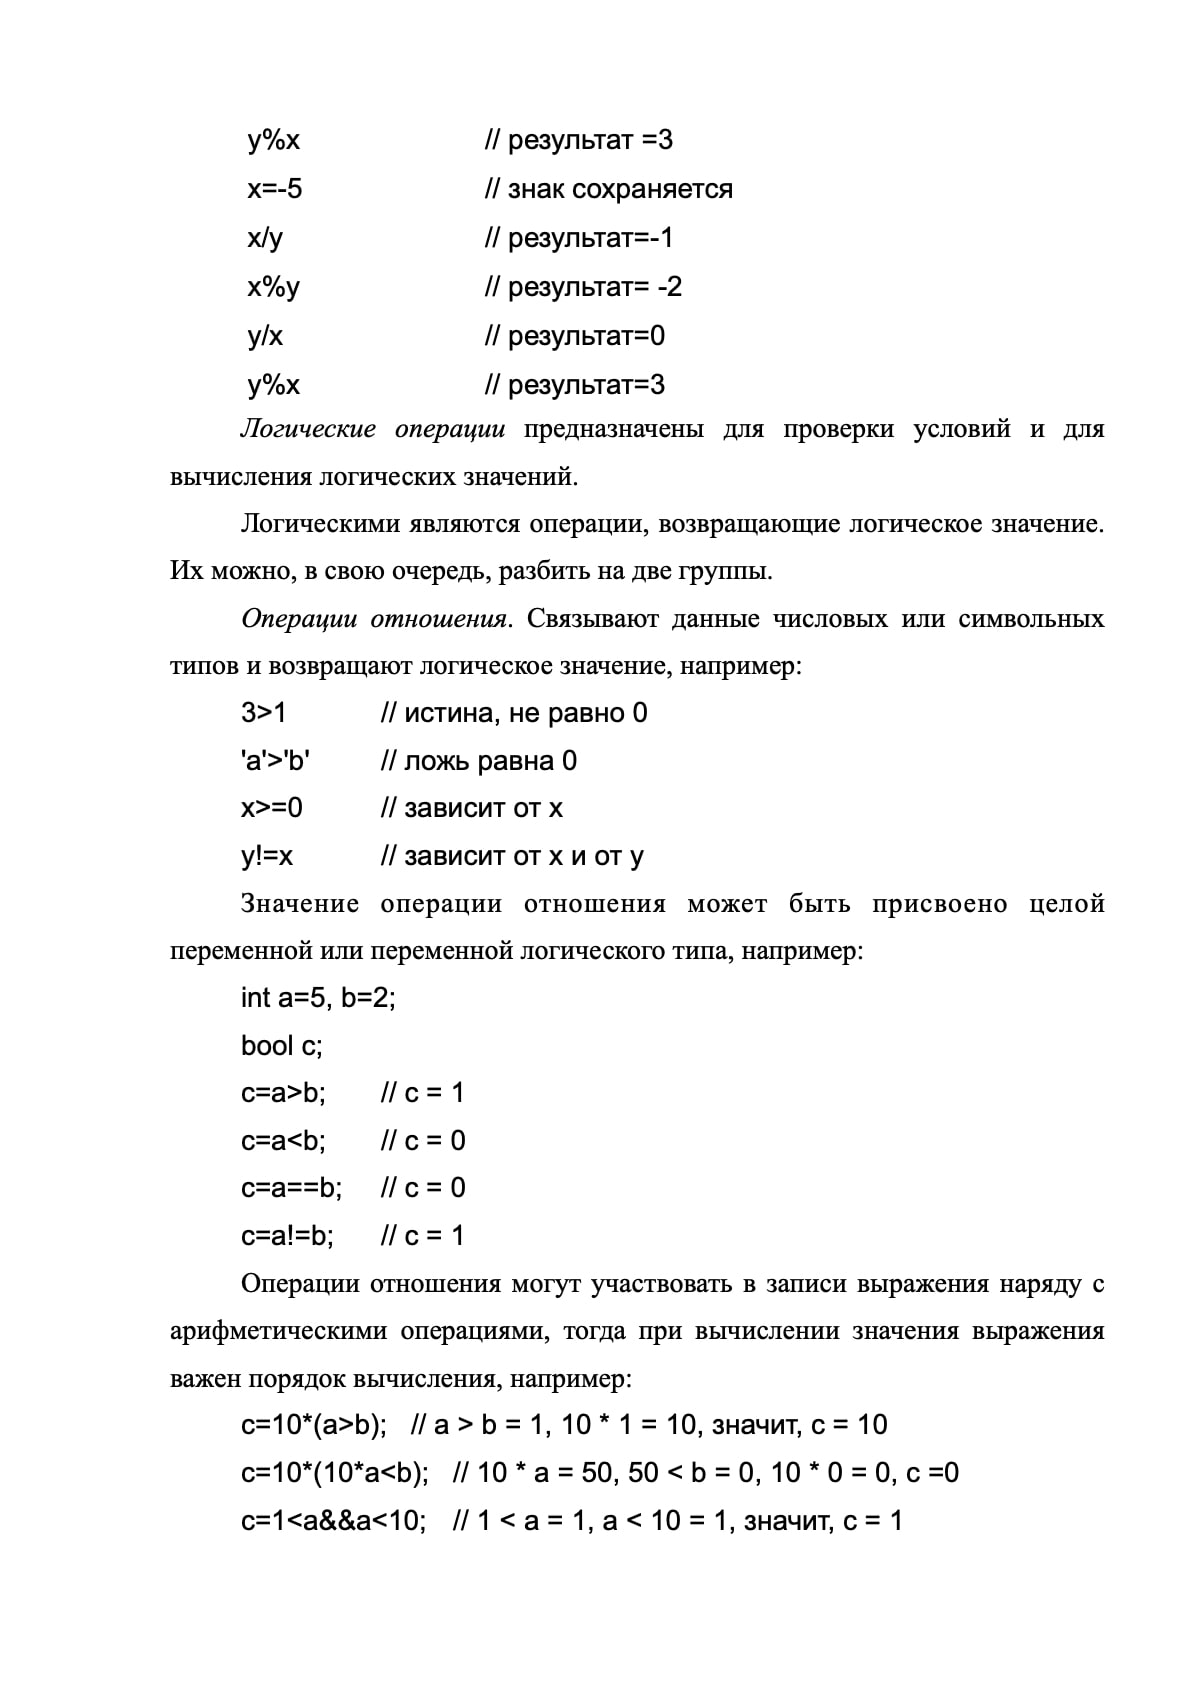 y%x // результат =3
x=-5 // знак сохраняется
x/y // результат=-1
x%y // результат= -2
y/x // результат=0
y%x // результат=3
Логические операции предназначены для проверки условий и для
вычисления логических значений.
Логическими являются операции, возвращающие логическое значение.
Их можно, в свою очередь, разбить на две группы.
Операции отношения. Связывают данные числовых или символьных
типов и возвращают логическое значение, например:
3>1 // истина, не равно 0
'a'>'b' // ложь равна 0
x>=0 // зависит от x
y!=x // зависит от x и от y
Значение операции отношения может быть присвоено целой
переменной или переменной логического типа, например:
int a=5, b=2;
bool c;
c=a>b; // c = 1
c=a<b; // c = 0
c=a==b; // c = 0
c=a!=b; // c = 1
Операции отношения могут участвовать в записи выражения наряду с
арифметическими операциями, тогда при вычислении значения выражения
важен порядок вычисления, например:
c=10*(a>b); // a > b = 1, 10 * 1 = 10, значит, c = 10
c=10*(10*a<b); // 10 * a = 50, 50 < b = 0, 10 * 0 = 0, c =0
c=1<a&&a<10; // 1 < a = 1, a < 10 = 1, значит, c = 1